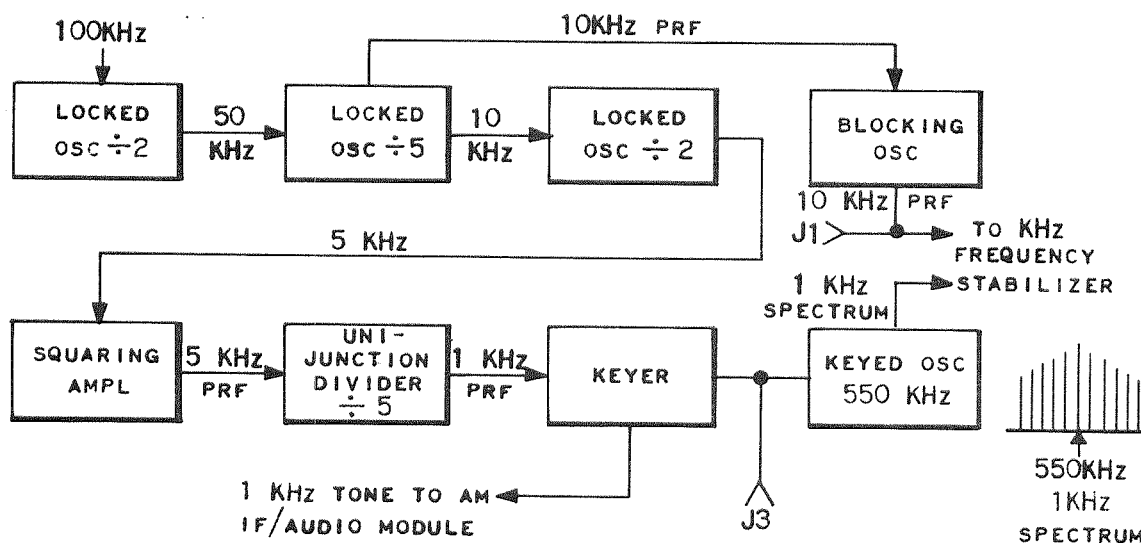 100KHz
10KHz PRF
LOCKED
OSC ÷2
50
KHz
LOCKED
OSC ÷5
10
KHz
LOCKED
OSC ÷ 2
BLOCKING
OSC
10 KHz PRF
J1
TO KHz
FREQUENCY
STABILIZER
5 KHz
1 KHz
SPECTRUM
SQUARING
AMPL
5 KHz
PRF
UNI-
JUNCTION
DIVIDER
÷ 5
1 KHz
PRF
KEYER
KEYED OSC
550 KHz
1 KHz TONE TO AM
IF/AUDIO MODULE
J3
550KHz
1KHz
SPECTRUM